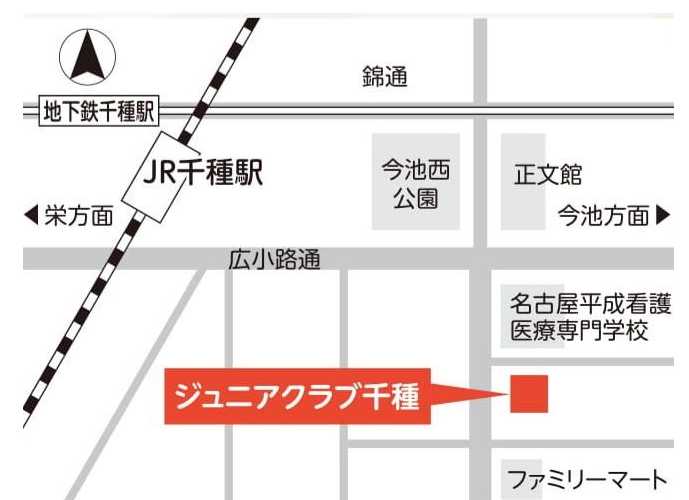 錦通
地下鉄千種駅
JR千種駅
今池西
公園
正文館
栄方面
今池方面
広小路通
名古屋平成看護
医療専門学校
ジュニアクラブ千種
ファミリーマート